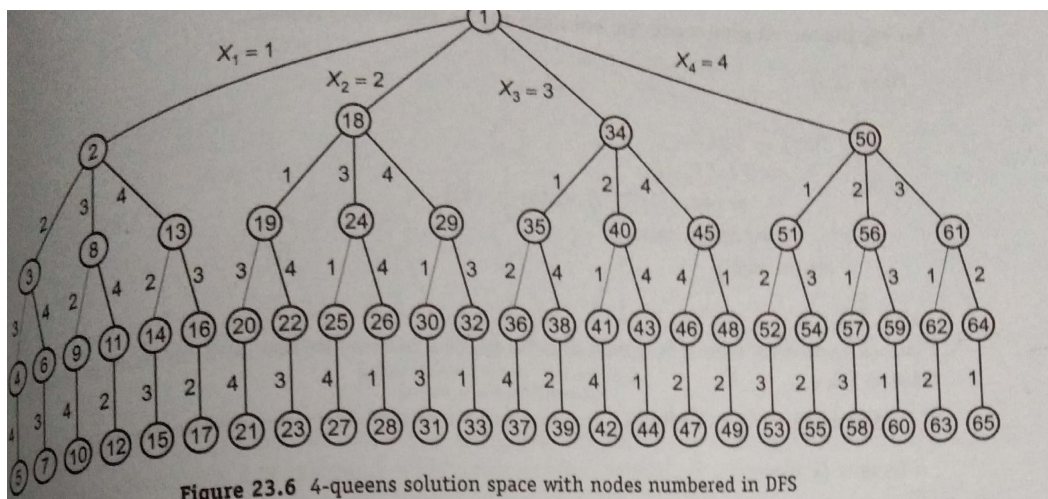 1
X₁ = 1
X₂ = 2
X₃ = 3
X₄ = 4
2 18 34 50
2 3 4 1 3 4 1 2 4 1 2 3
3 8 13 19 24 29 35 40 45 51 56 61
3 4 2 4 2 3 3 4 1 4 1 3 2 4 1 4 4 1 2 3 1 3 1 2
4 6 9 11 14 16 20 22 25 26 30 32 36 38 41 43 46 48 52 54 57 59 62 64
4 3 4 2 3 2 4 3 4 1 3 1 4 2 4 1 2 2 3 2 3 1 2 1
5 7 10 12 15 17 21 23 27 28 31 33 37 39 42 44 47 49 53 55 58 60 63 65
Figure 23.6 4-queens solution space with nodes numbered in DFS